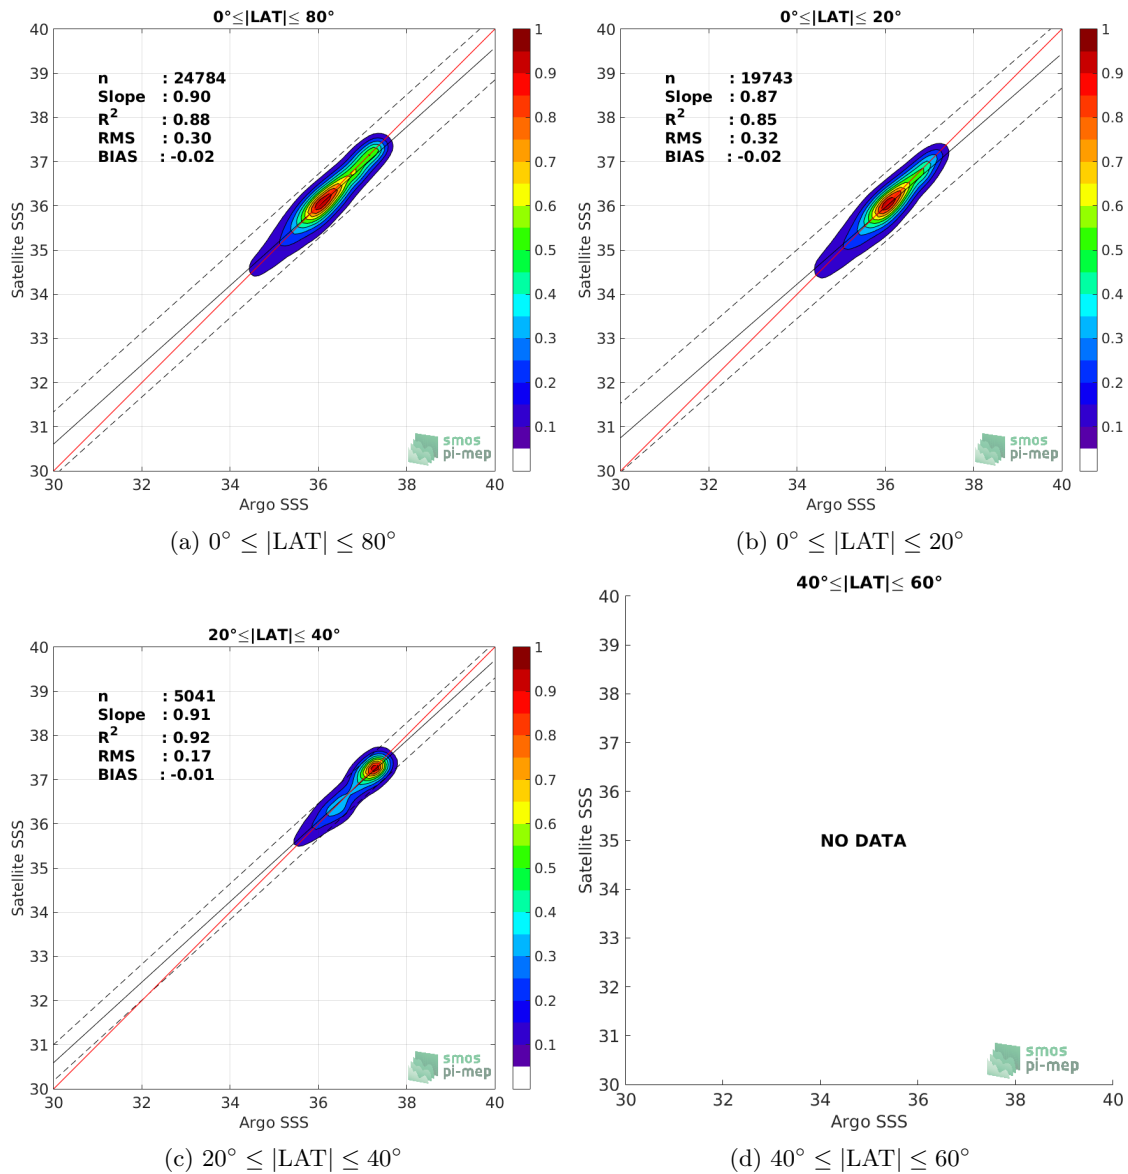 0°≤|LAT|≤ 80°
40
39
38
37
36
35
34
33
32
31
30
Satellite SSS
n : 24784
Slope : 0.90
R² : 0.88
RMS : 0.30
BIAS : -0.02
smos
pi-mep
30 32 34 36 38 40
Argo SSS
1
0.9
0.8
0.7
0.6
0.5
0.4
0.3
0.2
0.1
(a) 0° ≤ |LAT| ≤ 80°
0°≤|LAT|≤ 20°
40
39
38
37
36
35
34
33
32
31
30
Satellite SSS
n : 19743
Slope : 0.87
R² : 0.85
RMS : 0.32
BIAS : -0.02
smos
pi-mep
30 32 34 36 38 40
Argo SSS
1
0.9
0.8
0.7
0.6
0.5
0.4
0.3
0.2
0.1
(b) 0° ≤ |LAT| ≤ 20°
20°≤|LAT|≤ 40°
40
39
38
37
36
35
34
33
32
31
30
Satellite SSS
n : 5041
Slope : 0.91
R² : 0.92
RMS : 0.17
BIAS : -0.01
smos
pi-mep
30 32 34 36 38 40
Argo SSS
1
0.9
0.8
0.7
0.6
0.5
0.4
0.3
0.2
0.1
(c) 20° ≤ |LAT| ≤ 40°
40°≤|LAT|≤ 60°
40
39
38
37
36
35
34
33
32
31
30
Satellite SSS
NO DATA
smos
pi-mep
30 32 34 36 38 40
Argo SSS
(d) 40° ≤ |LAT| ≤ 60°